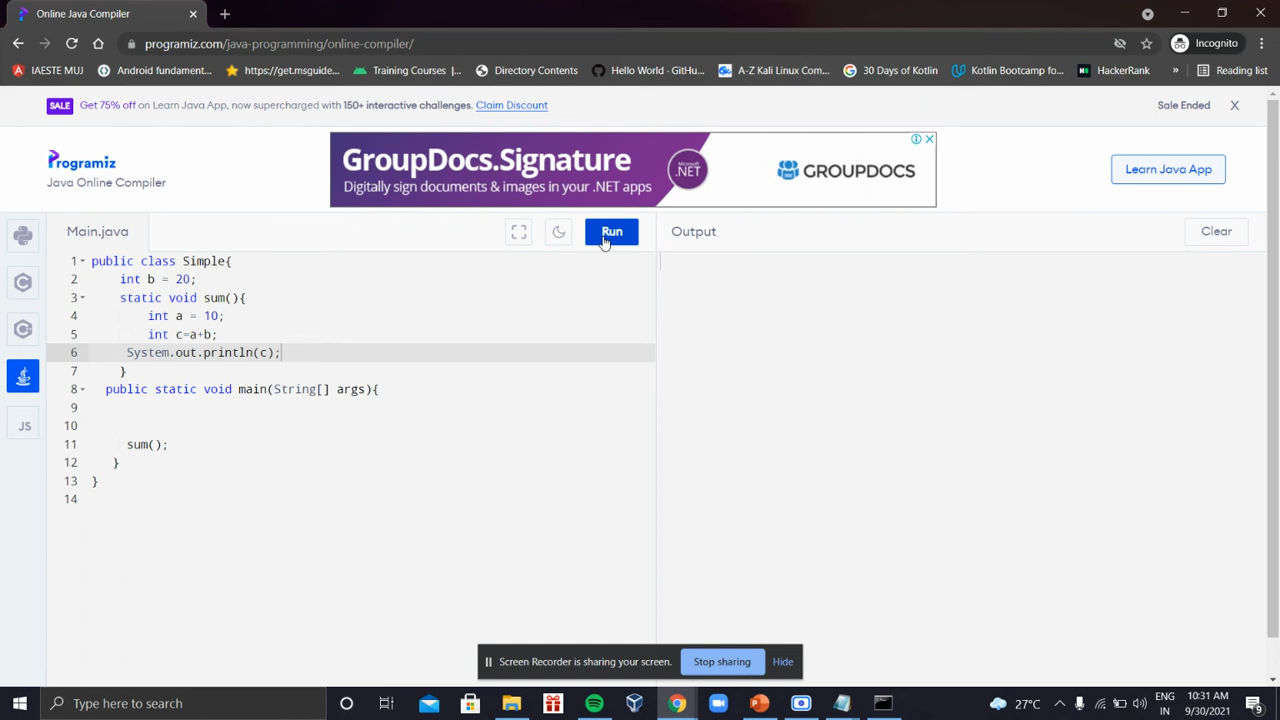 Online Java Compiler
programiz.com/java-programming/online-compiler/
Incognito
IAESTE MUJ
Android fundament...
https://get.msguide...
Training Courses |...
Directory Contents
Hello World · GitHu...
A-Z Kali Linux Com...
30 Days of Kotlin
Kotlin Bootcamp fo...
HackerRank
Reading list
SALE Get 75% off on Learn Java App, now supercharged with 150+ interactive challenges. Claim Discount
Sale Ended
Programiz
Java Online Compiler
GroupDocs.Signature
Digitally sign documents & images in your .NET apps
Microsoft
.NET
GROUPDOCS
Learn Java App
Main.java
Run
Output
Clear
1 public class Simple{
2 int b = 20;
3 static void sum(){
4 int a = 10;
5 int c=a+b;
6 System.out.println(c);
7 }
8 public static void main(String[] args){
9
10
11 sum();
12 }
13 }
14
JS
Screen Recorder is sharing your screen.
Stop sharing
Hide
Type here to search
27°C
ENG
IN
10:31 AM
9/30/2021